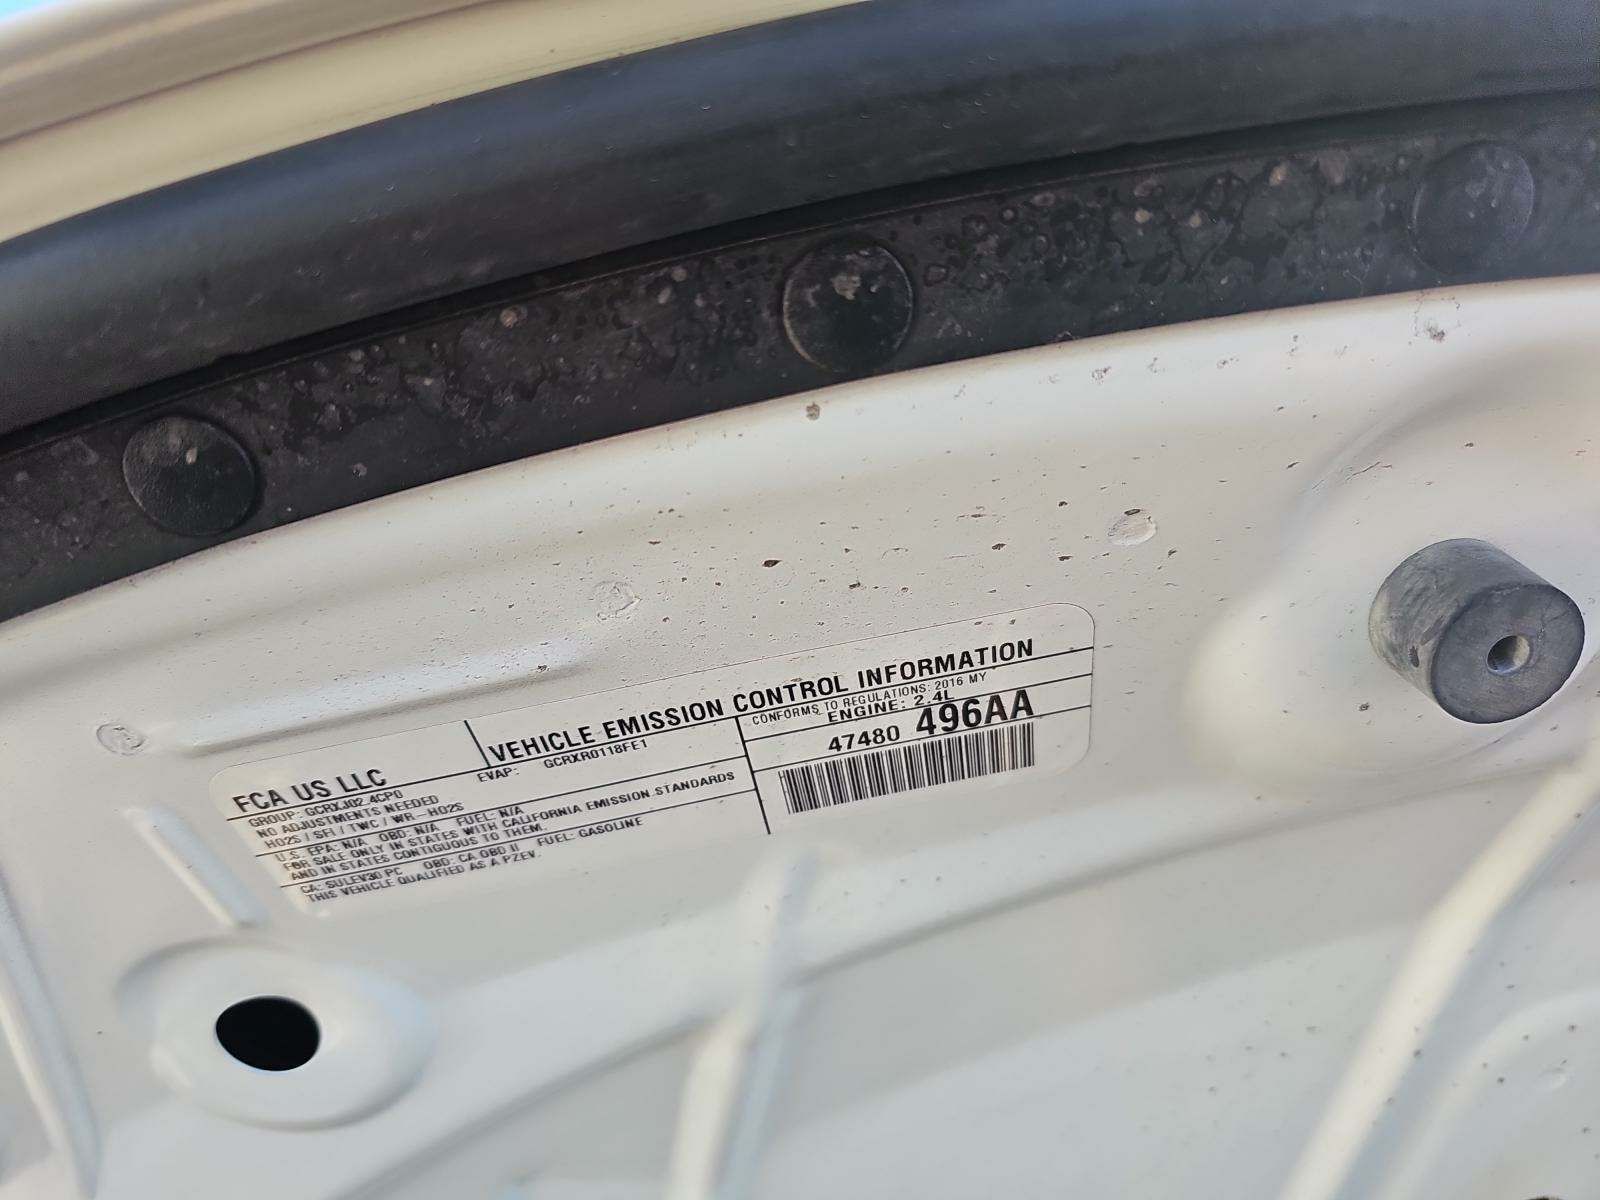 FCA US LLC
VEHICLE EMISSION CONTROL INFORMATION
GROUP: GCRXJ02.4CP0
EVAP: GCRXR0118FE1
NO ADJUSTMENTS NEEDED
HO2S / SFI / TWC / WR-HO2S
U.S. EPA: N/A OBD: N/A FUEL: N/A
FOR SALE ONLY IN STATES WITH CALIFORNIA EMISSION STANDARDS
AND IN STATES CONTIGUOUS TO THEM.
CA: SULEV30 PC OBD: CA OBD II FUEL: GASOLINE
THIS VEHICLE QUALIFIED AS A PZEV.
CONFORMS TO REGULATIONS: 2016 MY
ENGINE: 2.4L
47480 496AA